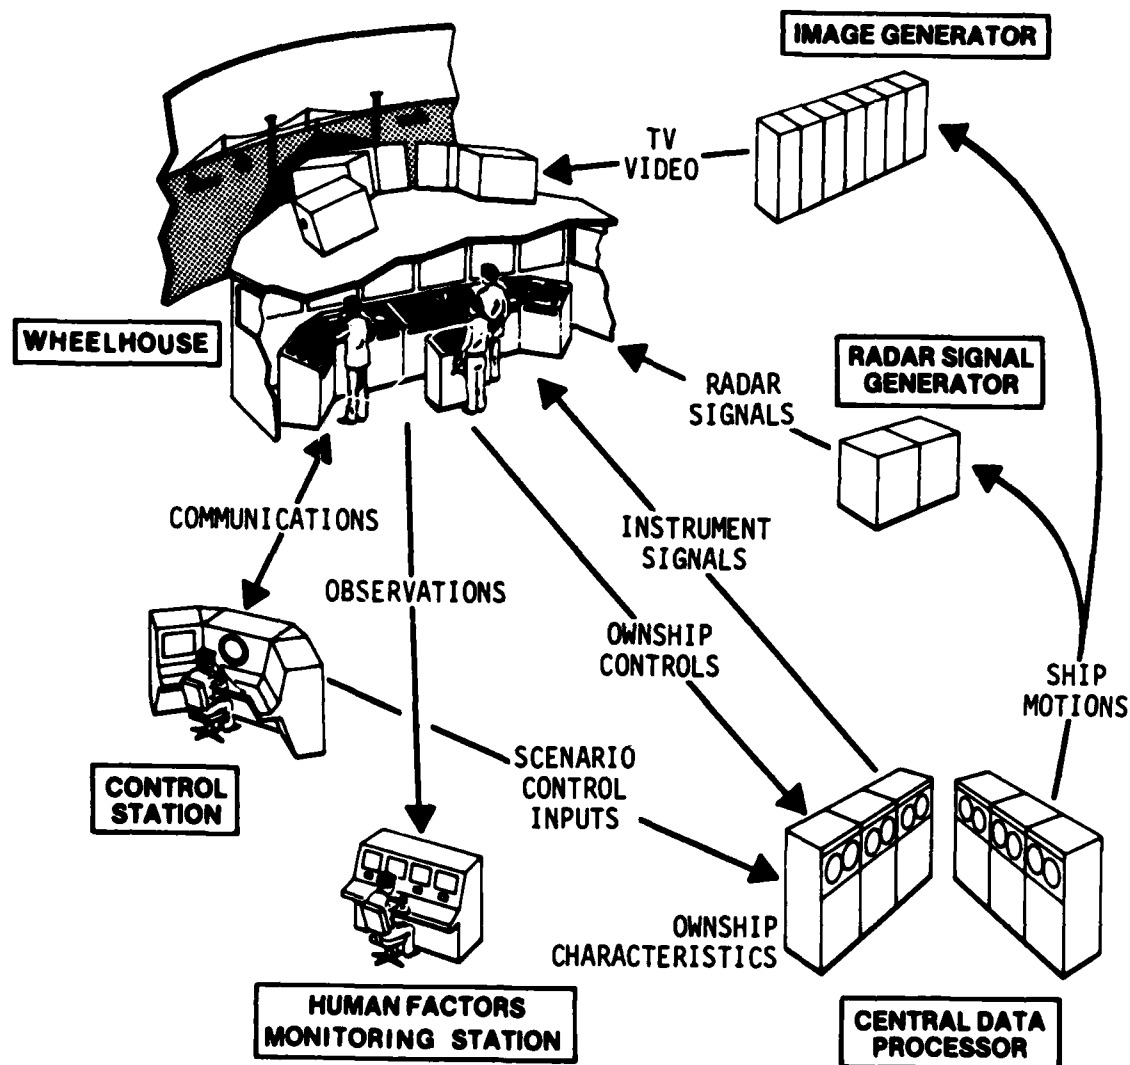 IMAGE GENERATOR
TV
VIDEO
WHEELHOUSE
RADAR SIGNAL
GENERATOR
RADAR
SIGNALS
COMMUNICATIONS
INSTRUMENT
SIGNALS
OBSERVATIONS
OWNSHIP
CONTROLS
SHIP
MOTIONS
CONTROL
STATION
SCENARIO
CONTROL
INPUTS
OWNSHIP
CHARACTERISTICS
HUMAN FACTORS
MONITORING STATION
CENTRAL DATA
PROCESSOR